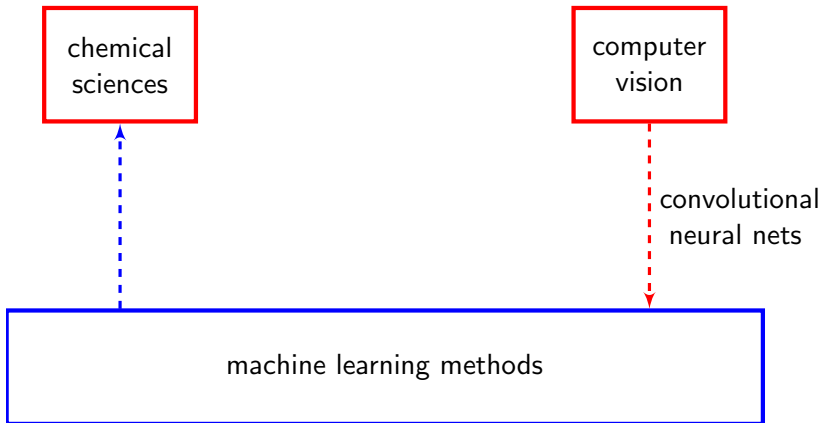 chemical
sciences
computer
vision
convolutional
neural nets
machine learning methods